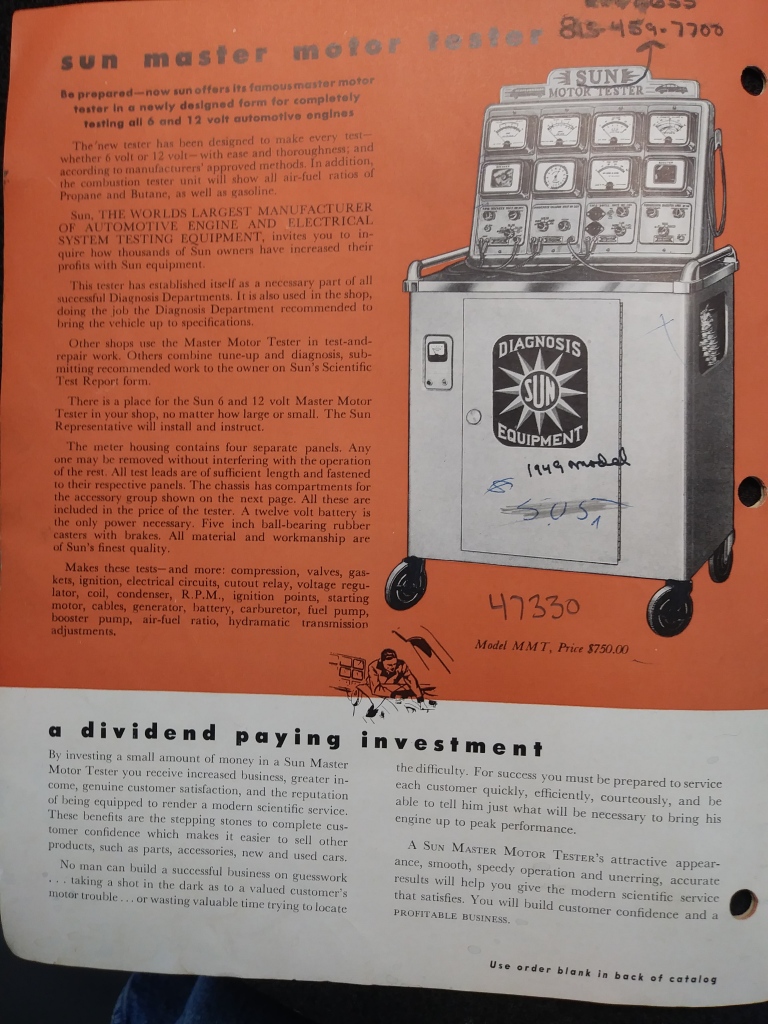 815-459-7700
sun master motor tester
Be prepared—now sun offers its famous master motor
tester in a newly designed form for completely
testing all 6 and 12 volt automotive engines
The new tester has been designed to make every test—
whether 6 volt or 12 volt—with ease and thoroughness; and
according to manufacturers' approved methods. In addition,
the combustion tester unit will show all air-fuel ratios of
Propane and Butane, as well as gasoline.
Sun, THE WORLDS LARGEST MANUFACTURER
OF AUTOMOTIVE ENGINE AND ELECTRICAL
SYSTEM TESTING EQUIPMENT, invites you to in-
quire how thousands of Sun owners have increased their
profits with Sun equipment.
This tester has established itself as a necessary part of all
successful Diagnosis Departments. It is also used in the shop,
doing the job the Diagnosis Department recommended to
bring the vehicle up to specifications.
Other shops use the Master Motor Tester in test-and-
repair work. Others combine tune-up and diagnosis, sub-
mitting recommended work to the owner on Sun's Scientific
Test Report form.
There is a place for the Sun 6 and 12 volt Master Motor
Tester in your shop, no matter how large or small. The Sun
Representative will install and instruct.
The meter housing contains four separate panels. Any
one may be removed without interfering with the operation
of the rest. All test leads are of sufficient length and fastened
to their respective panels. The chassis has compartments for
the accessory group shown on the next page. All these are
included in the price of the tester. A twelve volt battery is
the only power necessary. Five inch ball-bearing rubber
casters with brakes. All material and workmanship are
of Sun's finest quality.
Makes these tests—and more: compression, valves, gas-
kets, ignition, electrical circuits, cutout relay, voltage regu-
lator, coil, condenser, R.P.M., ignition points, starting
motor, cables, generator, battery, carburetor, fuel pump,
booster pump, air-fuel ratio, hydramatic transmission
adjustments.
SUN
MOTOR TESTER
DIAGNOSIS
SUN
EQUIPMENT
1949 model
47330
Model MMT, Price $750.00
a dividend paying investment
By investing a small amount of money in a Sun Master
Motor Tester you receive increased business, greater in-
come, genuine customer satisfaction, and the reputation
of being equipped to render a modern scientific service.
These benefits are the stepping stones to complete cus-
tomer confidence which makes it easier to sell other
products, such as parts, accessories, new and used cars.
No man can build a successful business on guesswork
. . . taking a shot in the dark as to a valued customer's
motor trouble . . . or wasting valuable time trying to locate
the difficulty. For success you must be prepared to service
each customer quickly, efficiently, courteously, and be
able to tell him just what will be necessary to bring his
engine up to peak performance.
A SUN MASTER MOTOR TESTER'S attractive appear-
ance, smooth, speedy operation and unerring, accurate
results will help you give the modern scientific service
that satisfies. You will build customer confidence and a
PROFITABLE BUSINESS.
Use order blank in back of catalog